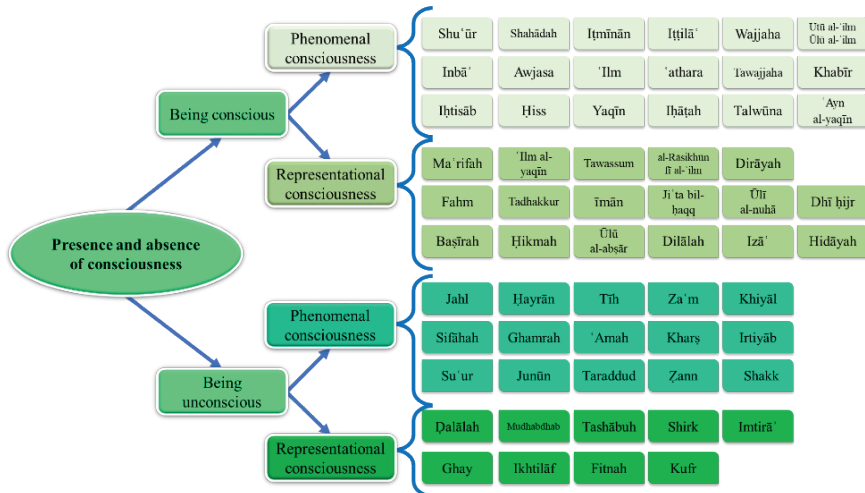 Presence and absence
of consciousness
Being conscious
Phenomenal
consciousness
Shuʿūr
Shahādah
Iṭmīnān
Iṭṭilāʿ
Wajjaha
Utū al-ʿilm
Ūlū al-ʿilm
Inbāʾ
Awjasa
ʿIlm
ʿathara
Tawajjaha
Khabīr
Iḥtisāb
Ḥiss
Yaqīn
Iḥāṭah
Talwūna
ʿAyn
al-yaqīn
Representational
consciousness
Maʿrifah
ʿIlm al-
yaqīn
Tawassum
al-Rasikhun
fī al-ʿilm
Dirāyah
Fahm
Tadhakkur
īmān
Jiʾta bil-
ḥaqq
Ūlī
al-nuhā
Dhī ḥijr
Baṣīrah
Ḥikmah
Ūlū
al-abṣār
Dilālah
Izāʾ
Hidāyah
Being
unconscious
Phenomenal
consciousness
Jahl
Ḥayrān
Tīh
Zaʿm
Khiyāl
Sifāhah
Ghamrah
ʿAmah
Kharṣ
Irtiyāb
Suʿur
Junūn
Taraddud
Ẓann
Shakk
Representational
consciousness
Ḍalālah
Mudhabdhab
Tashābuh
Shirk
Imtirāʾ
Ghay
Ikhtilāf
Fitnah
Kufr